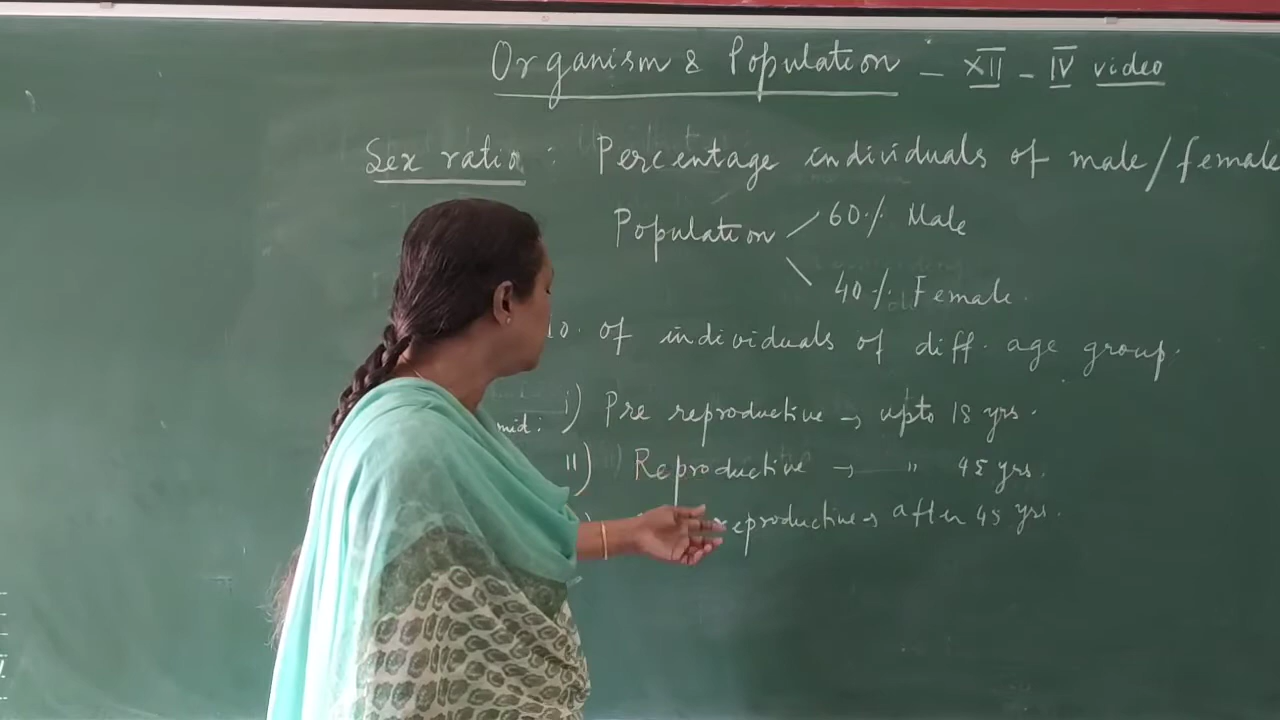 Organism & Population – XII – IV video
Sex ratio : Percentage individuals of male/female
Population 60% Male
40% Female.
of individuals of diff. age group.
mid: i) Pre reproductive → upto 18 yrs.
ii) Reproductive → " 45 yrs.
reproductive → after 45 yrs.